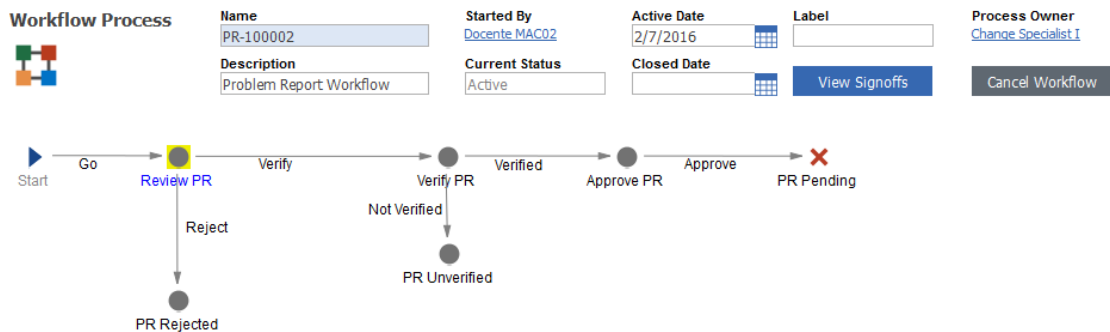 Workflow Process
Name
PR-100002
Started By
Docente MAC02
Active Date
2/7/2016
Label
Process Owner
Change Specialist I
Description
Problem Report Workflow
Current Status
Active
Closed Date
View Signoffs
Cancel Workflow
Go
Verify
Verified
Approve
Start
Review PR
Verify PR
Approve PR
PR Pending
Reject
Not Verified
PR Unverified
PR Rejected